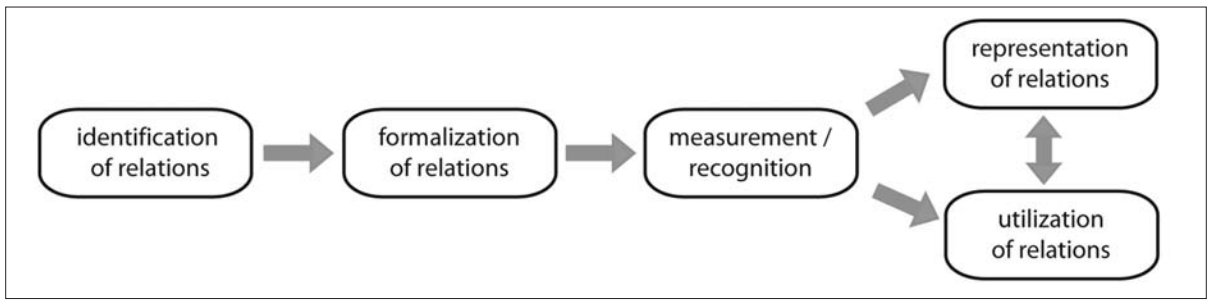 identification
of relations
formalization
of relations
measurement /
recognition
representation
of relations
utilization
of relations